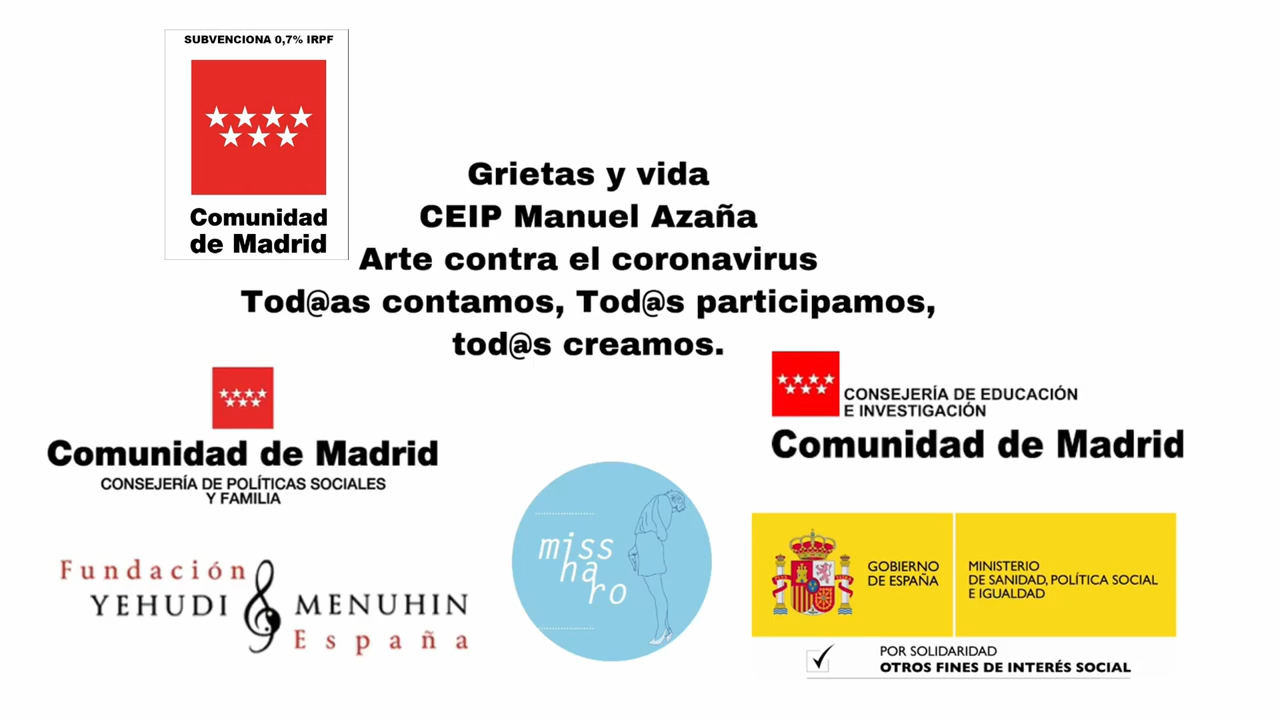 SUBVENCIONA 0,7% IRPF
Comunidad
de Madrid
Grietas y vida
CEIP Manuel Azaña
Arte contra el coronavirus
Tod@as contamos, Tod@s participamos,
tod@s creamos.
Comunidad de Madrid
CONSEJERÍA DE POLÍTICAS SOCIALES
Y FAMILIA
CONSEJERÍA DE EDUCACIÓN
E INVESTIGACIÓN
Comunidad de Madrid
Fundación
YEHUDI MENUHIN
España
miss
ha
ro
GOBIERNO
DE ESPAÑA
MINISTERIO
DE SANIDAD, POLÍTICA SOCIAL
E IGUALDAD
POR SOLIDARIDAD
OTROS FINES DE INTERÉS SOCIAL